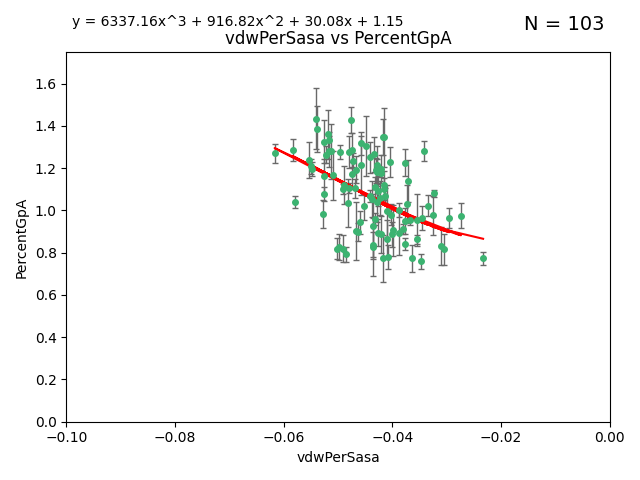 y = 6337.16x^3 + 916.82x^2 + 30.08x + 1.15
N = 103
vdwPerSasa vs PercentGpA
PercentGpA
1.6
1.4
1.2
1.0
0.8
0.6
0.4
0.2
0.0
−0.10 −0.08 −0.06 −0.04 −0.02 0.00
vdwPerSasa